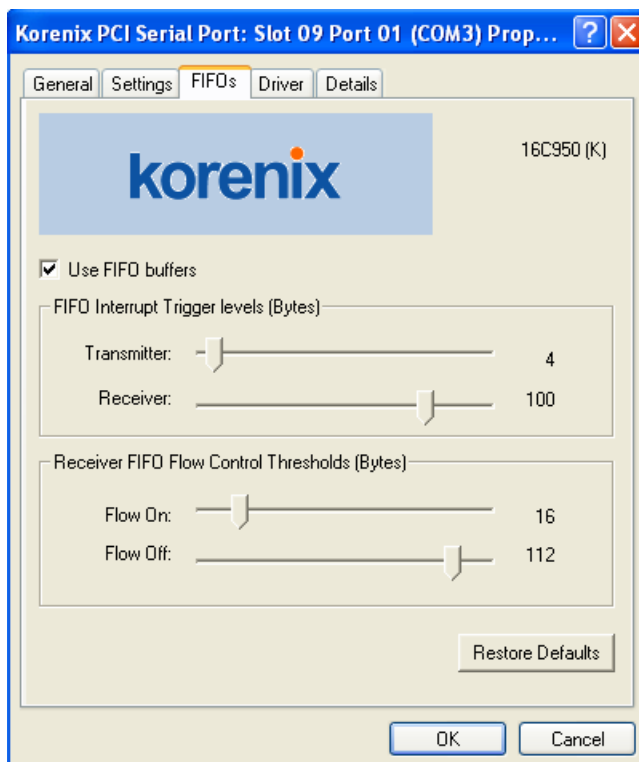 Korenix PCI Serial Port: Slot 09 Port 01 (COM3) Prop...
General Settings FIFOs Driver Details
korenix
16C950 (K)
Use FIFO buffers
FIFO Interrupt Trigger levels (Bytes)
Transmitter: 4
Receiver: 100
Receiver FIFO Flow Control Thresholds (Bytes)
Flow On: 16
Flow Off: 112
Restore Defaults
OK Cancel